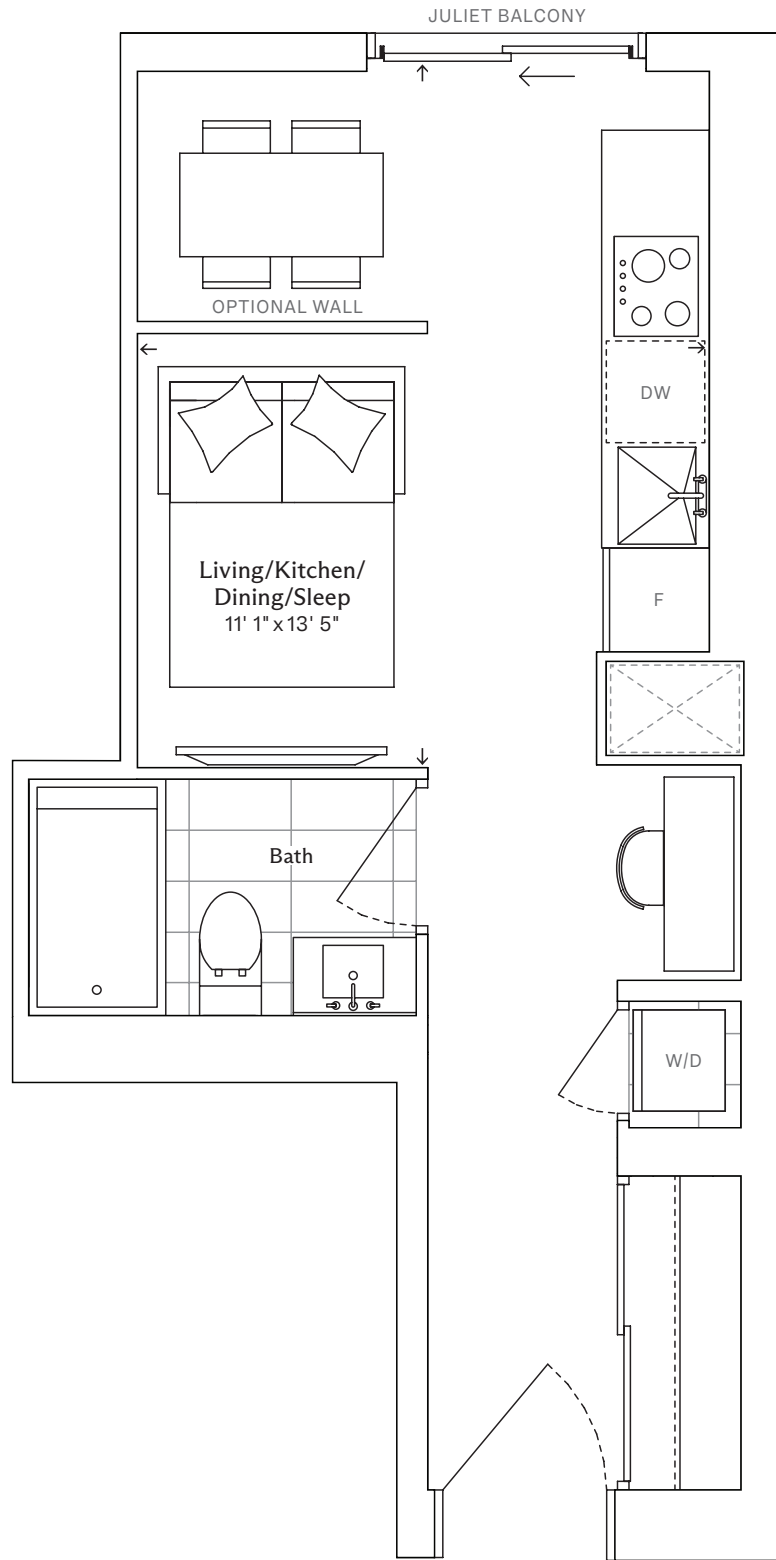 JULIET BALCONY
OPTIONAL WALL
DW
Living/Kitchen/
Dining/Sleep
11' 1" x 13' 5"
F
Bath
W/D